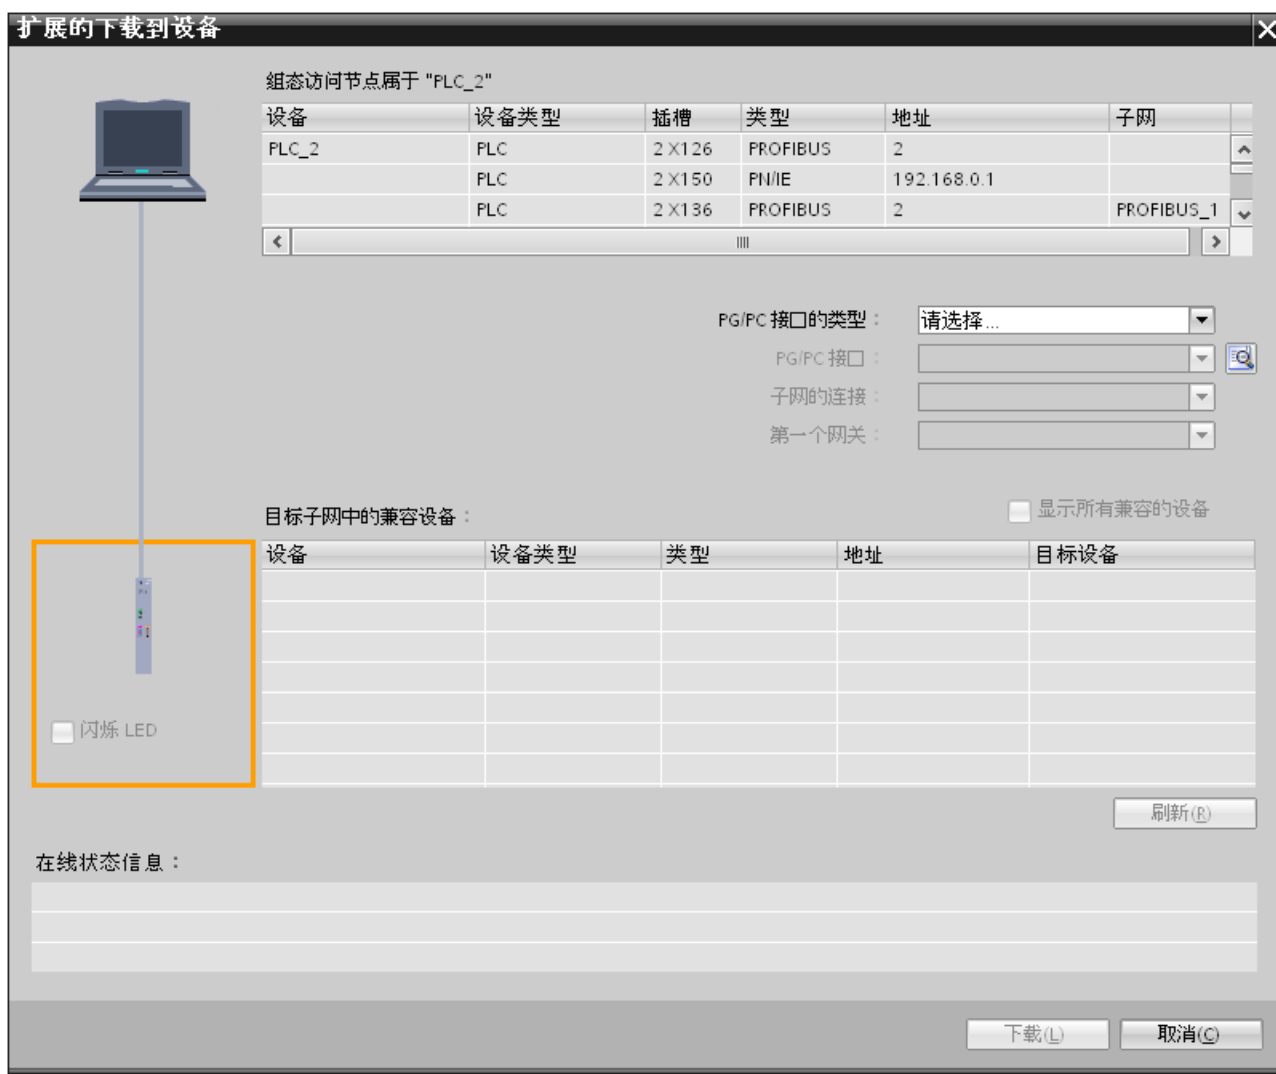 扩展的下载到设备
组态访问节点属于 "PLC_2"
设备 设备类型 插槽 类型 地址 子网
PLC_2 PLC 2 X126 PROFIBUS 2
PLC 2 X150 PN/IE 192.168.0.1
PLC 2 X136 PROFIBUS 2 PROFIBUS_1
PG/PC 接口的类型： 请选择...
PG/PC 接口：
子网的连接：
第一个网关：
目标子网中的兼容设备： 显示所有兼容的设备
设备 设备类型 类型 地址 目标设备
闪烁 LED
刷新(R)
在线状态信息：
下载(L) 取消(C)